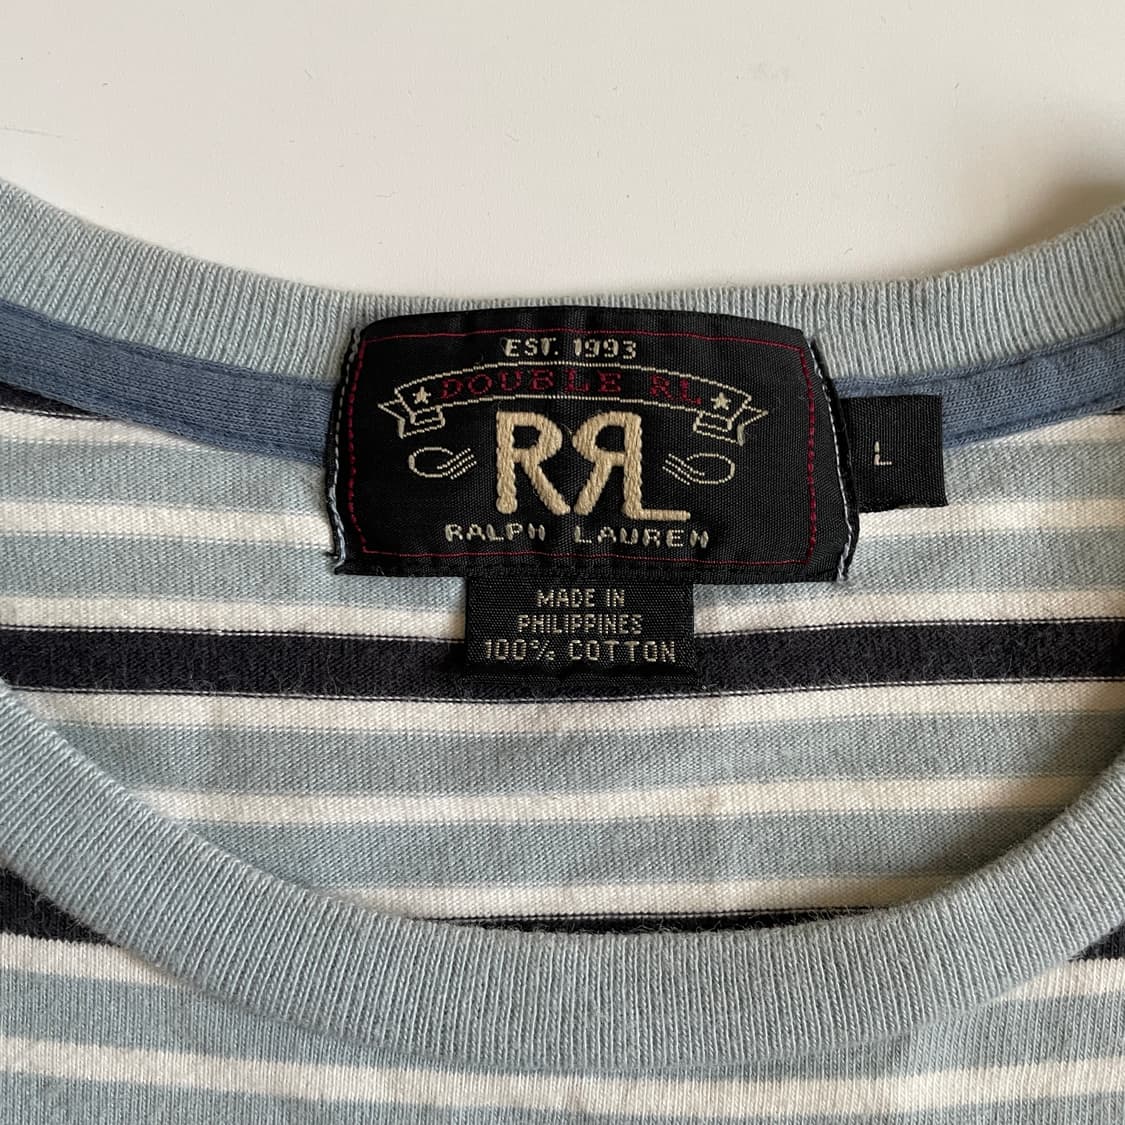 EST. 1993
DOUBLE RL
RRL
RALPH LAUREN
L
MADE IN
PHILIPPINES
100% COTTON